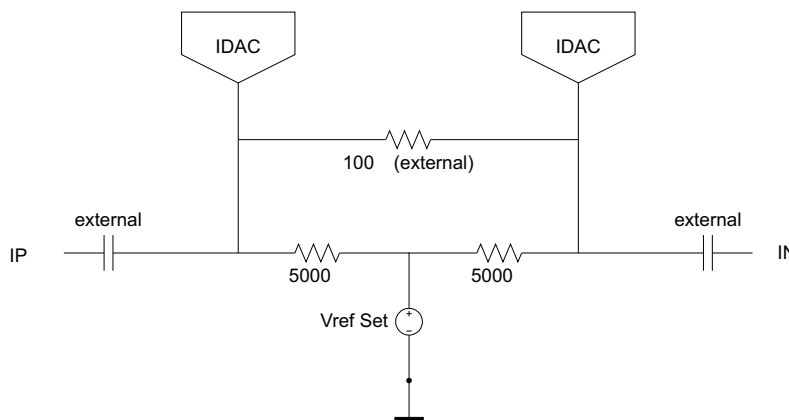 IDAC
IDAC
100 (external)
external
external
IP
5000
5000
IN
Vref Set